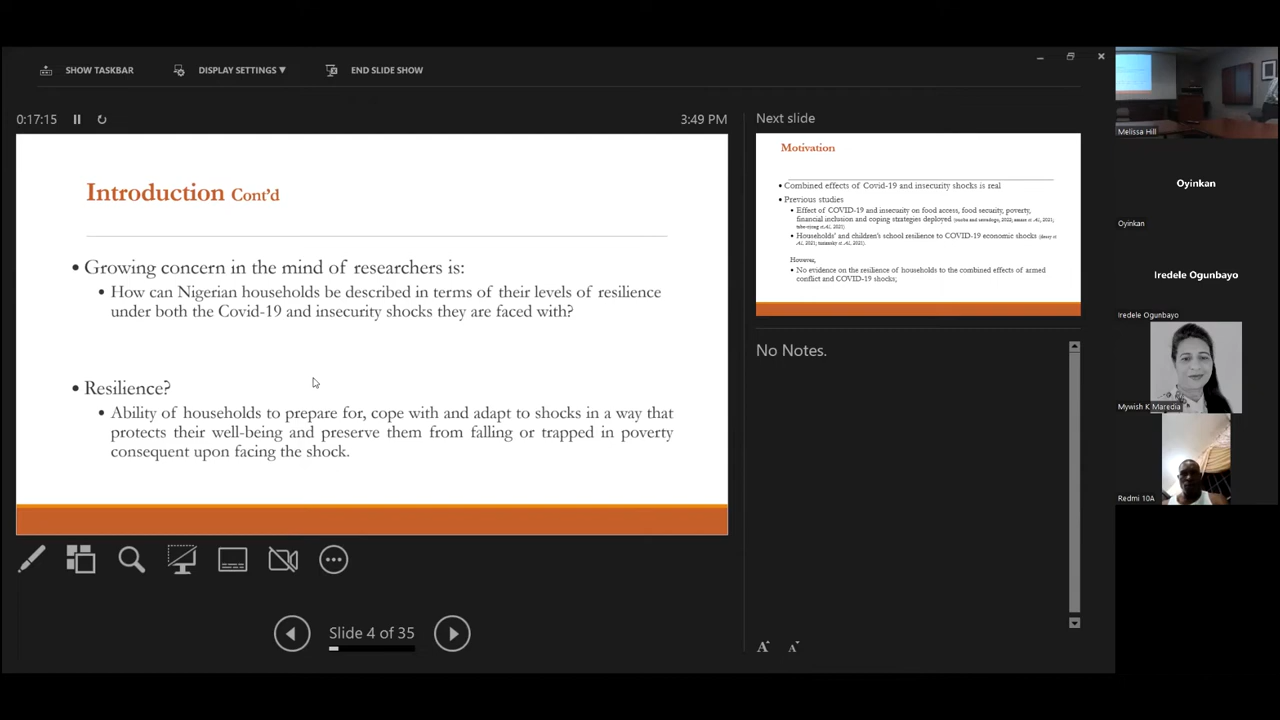 SHOW TASKBAR
DISPLAY SETTINGS ▼
END SLIDE SHOW
0:17:15
3:49 PM
Introduction Cont'd
• Growing concern in the mind of researchers is:
• How can Nigerian households be described in terms of their levels of resilience
under both the Covid-19 and insecurity shocks they are faced with?
• Resilience?
• Ability of households to prepare for, cope with and adapt to shocks in a way that
protects their well-being and preserve them from falling or trapped in poverty
consequent upon facing the shock.
Slide 4 of 35
Next slide
Motivation
• Combined effects of Covid-19 and insecurity shocks is real
• Previous studies
• Effect of COVID-19 and insecurity on food access, food security, poverty,
financial inclusion and coping strategies deployed
• Households' and children's school resilience to COVID-19 economic shocks
However,
• No evidence on the resilience of households to the combined effects of armed
conflict and COVID-19 shocks;
No Notes.
A A
Melissa Hill
Oyinkan
Oyinkan
Iredele Ogunbayo
Iredele Ogunbayo
Mywish K Maredia
Redmi 10A